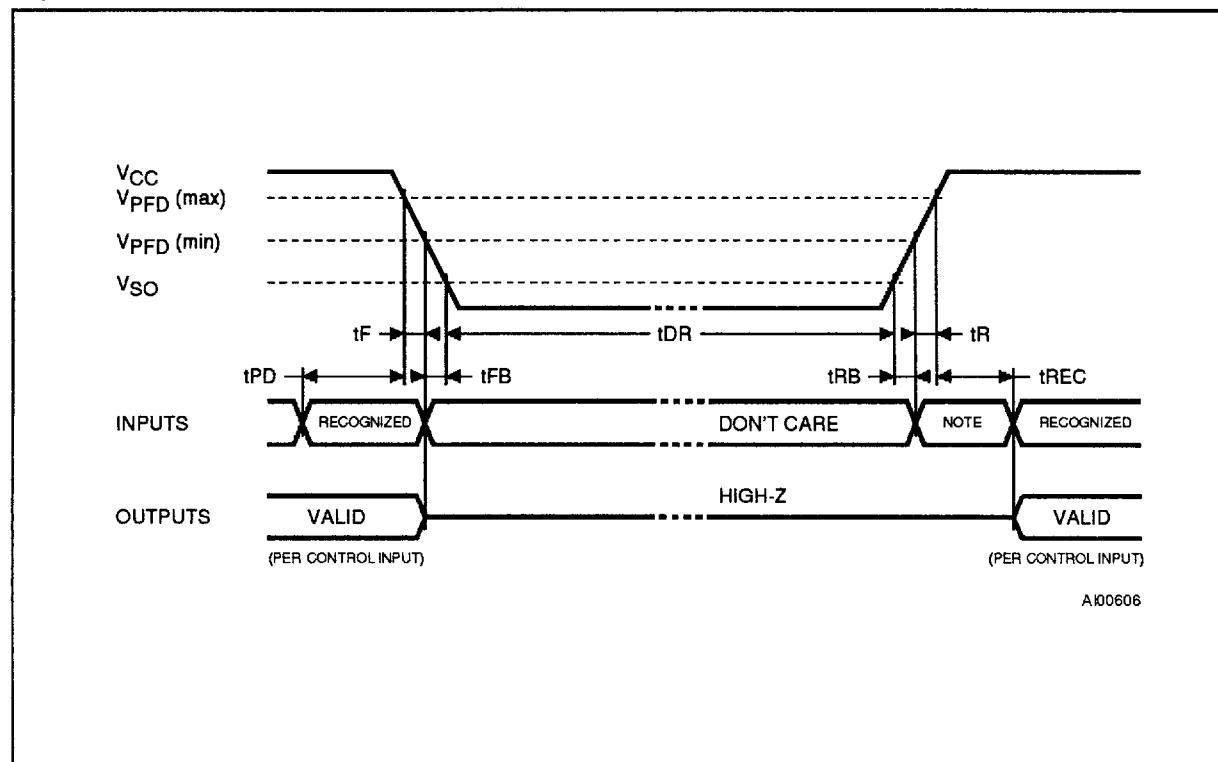 VCC
VPFD (max)
VPFD (min)
VSO
tF
tDR
tR
tPD
tFB
tRB
tREC
INPUTS
RECOGNIZED
DON'T CARE
NOTE
RECOGNIZED
HIGH-Z
OUTPUTS
VALID
VALID
(PER CONTROL INPUT)
(PER CONTROL INPUT)
AI00606